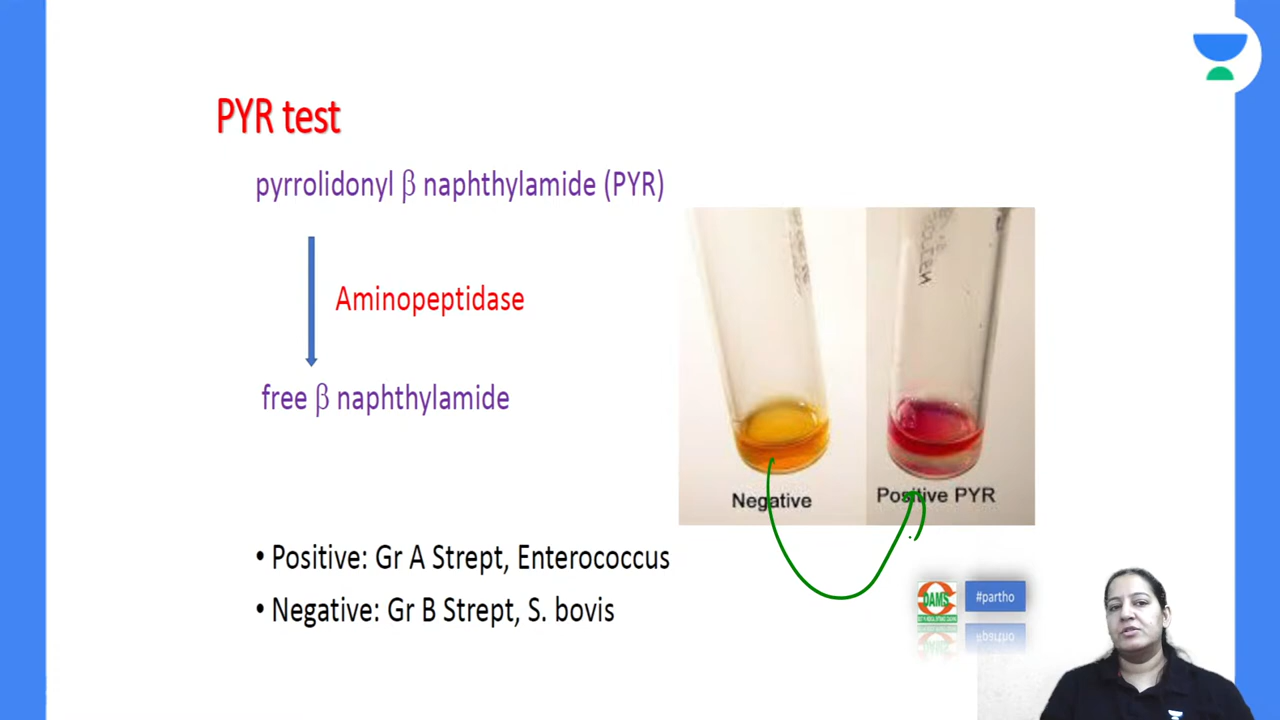 PYR test
pyrrolidonyl β naphthylamide (PYR)
Aminopeptidase
free β naphthylamide
Negative
Positive PYR
• Positive: Gr A Strept, Enterococcus
• Negative: Gr B Strept, S. bovis
DAMS
#partho